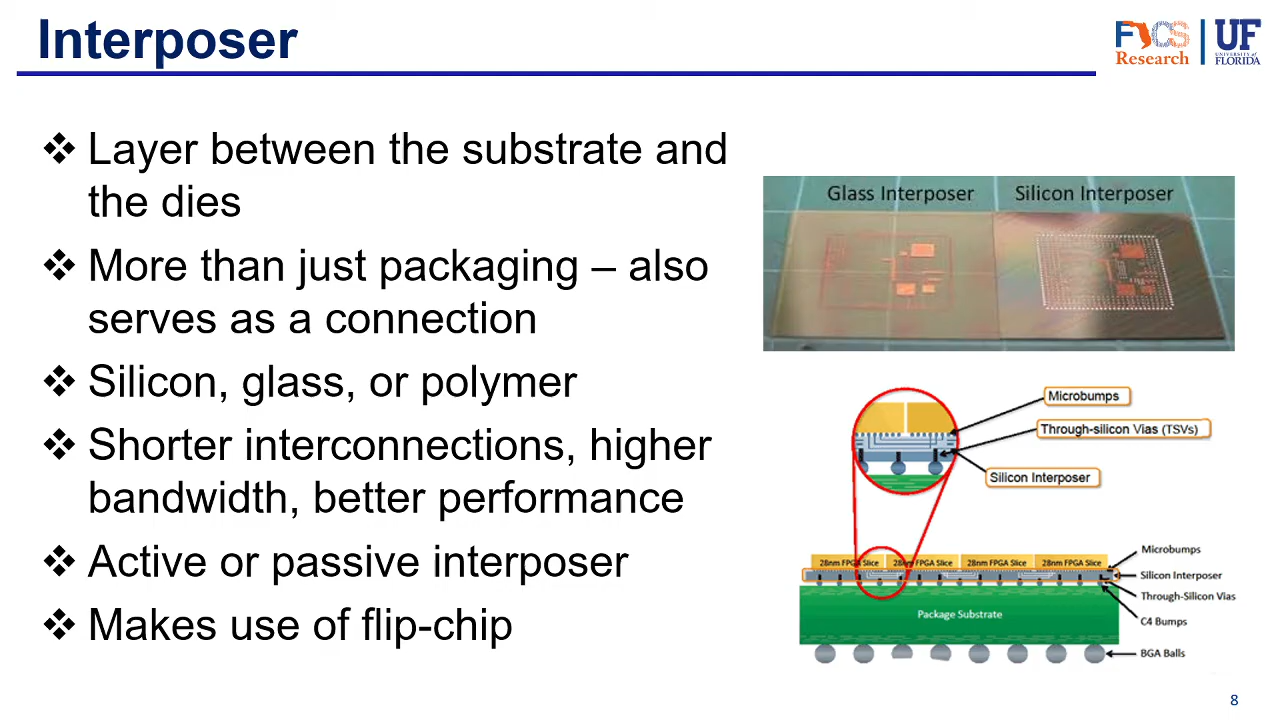 Interposer
FICS
Research
UF
UNIVERSITY of
FLORIDA
❖ Layer between the substrate and
the dies
❖ More than just packaging – also
serves as a connection
❖ Silicon, glass, or polymer
❖ Shorter interconnections, higher
bandwidth, better performance
❖ Active or passive interposer
❖ Makes use of flip-chip
Glass Interposer
Silicon Interposer
Microbumps
Through-silicon Vias (TSVs)
Silicon Interposer
28nm FPGA Slice
28nm FPGA Slice
28nm FPGA Slice
28nm FPGA Slice
Microbumps
Silicon Interposer
Through-Silicon Vias
C4 Bumps
Package Substrate
BGA Balls
8